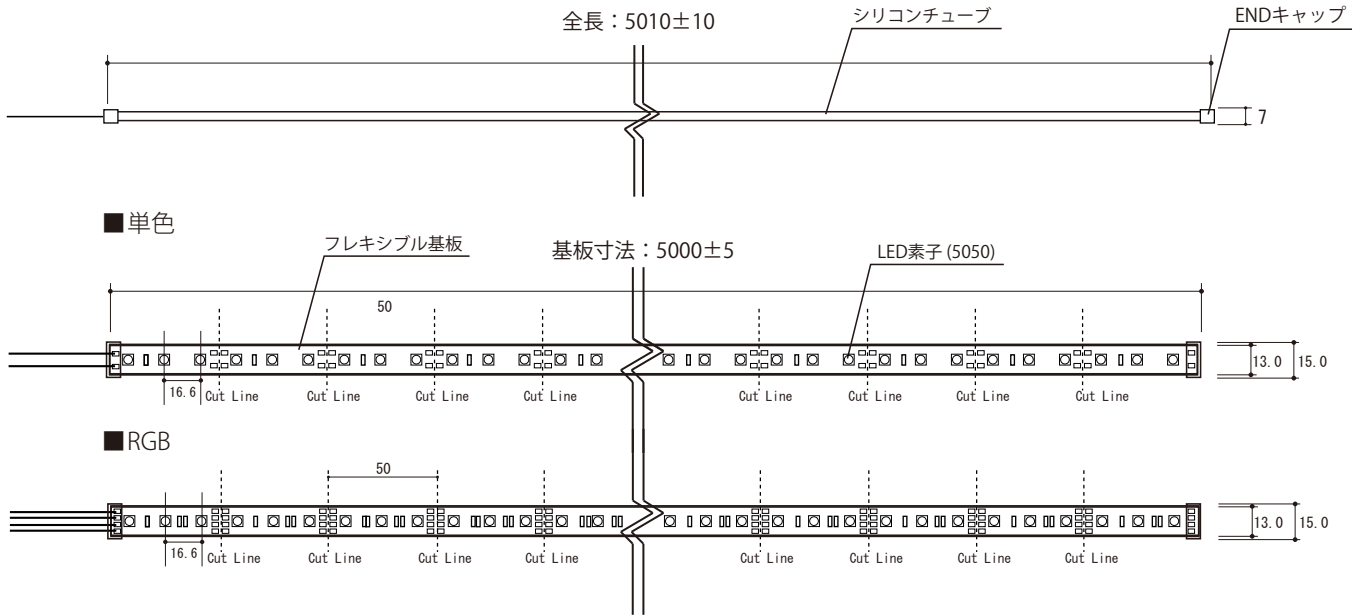 全長：5010±10
シリコンチューブ
ENDキャップ
7
■単色
フレキシブル基板
基板寸法：5000±5
LED素子 (5050)
50
13.0
15.0
16.6
Cut Line
Cut Line
Cut Line
Cut Line
Cut Line
Cut Line
Cut Line
Cut Line
■RGB
50
13.0
15.0
16.6
Cut Line
Cut Line
Cut Line
Cut Line
Cut Line
Cut Line
Cut Line
Cut Line